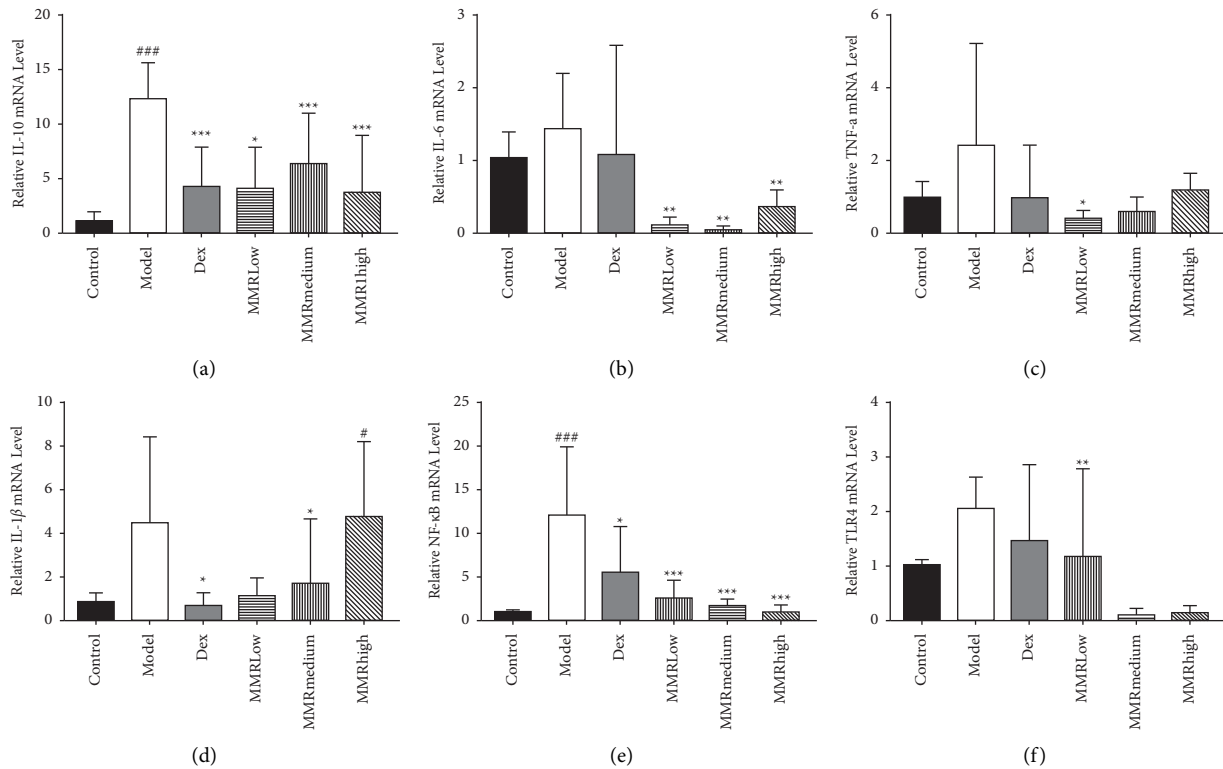 Relative IL-10 mRNA Level
20
15
10
5
0
###
***
*
***
***
Control
Model
Dex
MMRLow
MMRmedium
MMR1high
(a)
Relative IL-6 mRNA Level
3
2
1
0
**
**
**
Control
Model
Dex
MMRLow
MMRmedium
MMRhigh
(b)
Relative TNF-a mRNA Level
6
4
2
0
*
Control
Model
Dex
MMRLow
MMRmedium
MMRhigh
(c)
Relative IL-1β mRNA Level
10
8
6
4
2
0
*
*
#
Control
Model
Dex
MMRLow
MMRmedium
MMRhigh
(d)
Relative NF-κB mRNA Level
25
20
15
10
5
0
###
*
***
***
***
Control
Model
Dex
MMRLow
MMRmedium
MMRhigh
(e)
Relative TLR4 mRNA Level
4
3
2
1
0
**
Control
Model
Dex
MMRLow
MMRmedium
MMRhigh
(f)